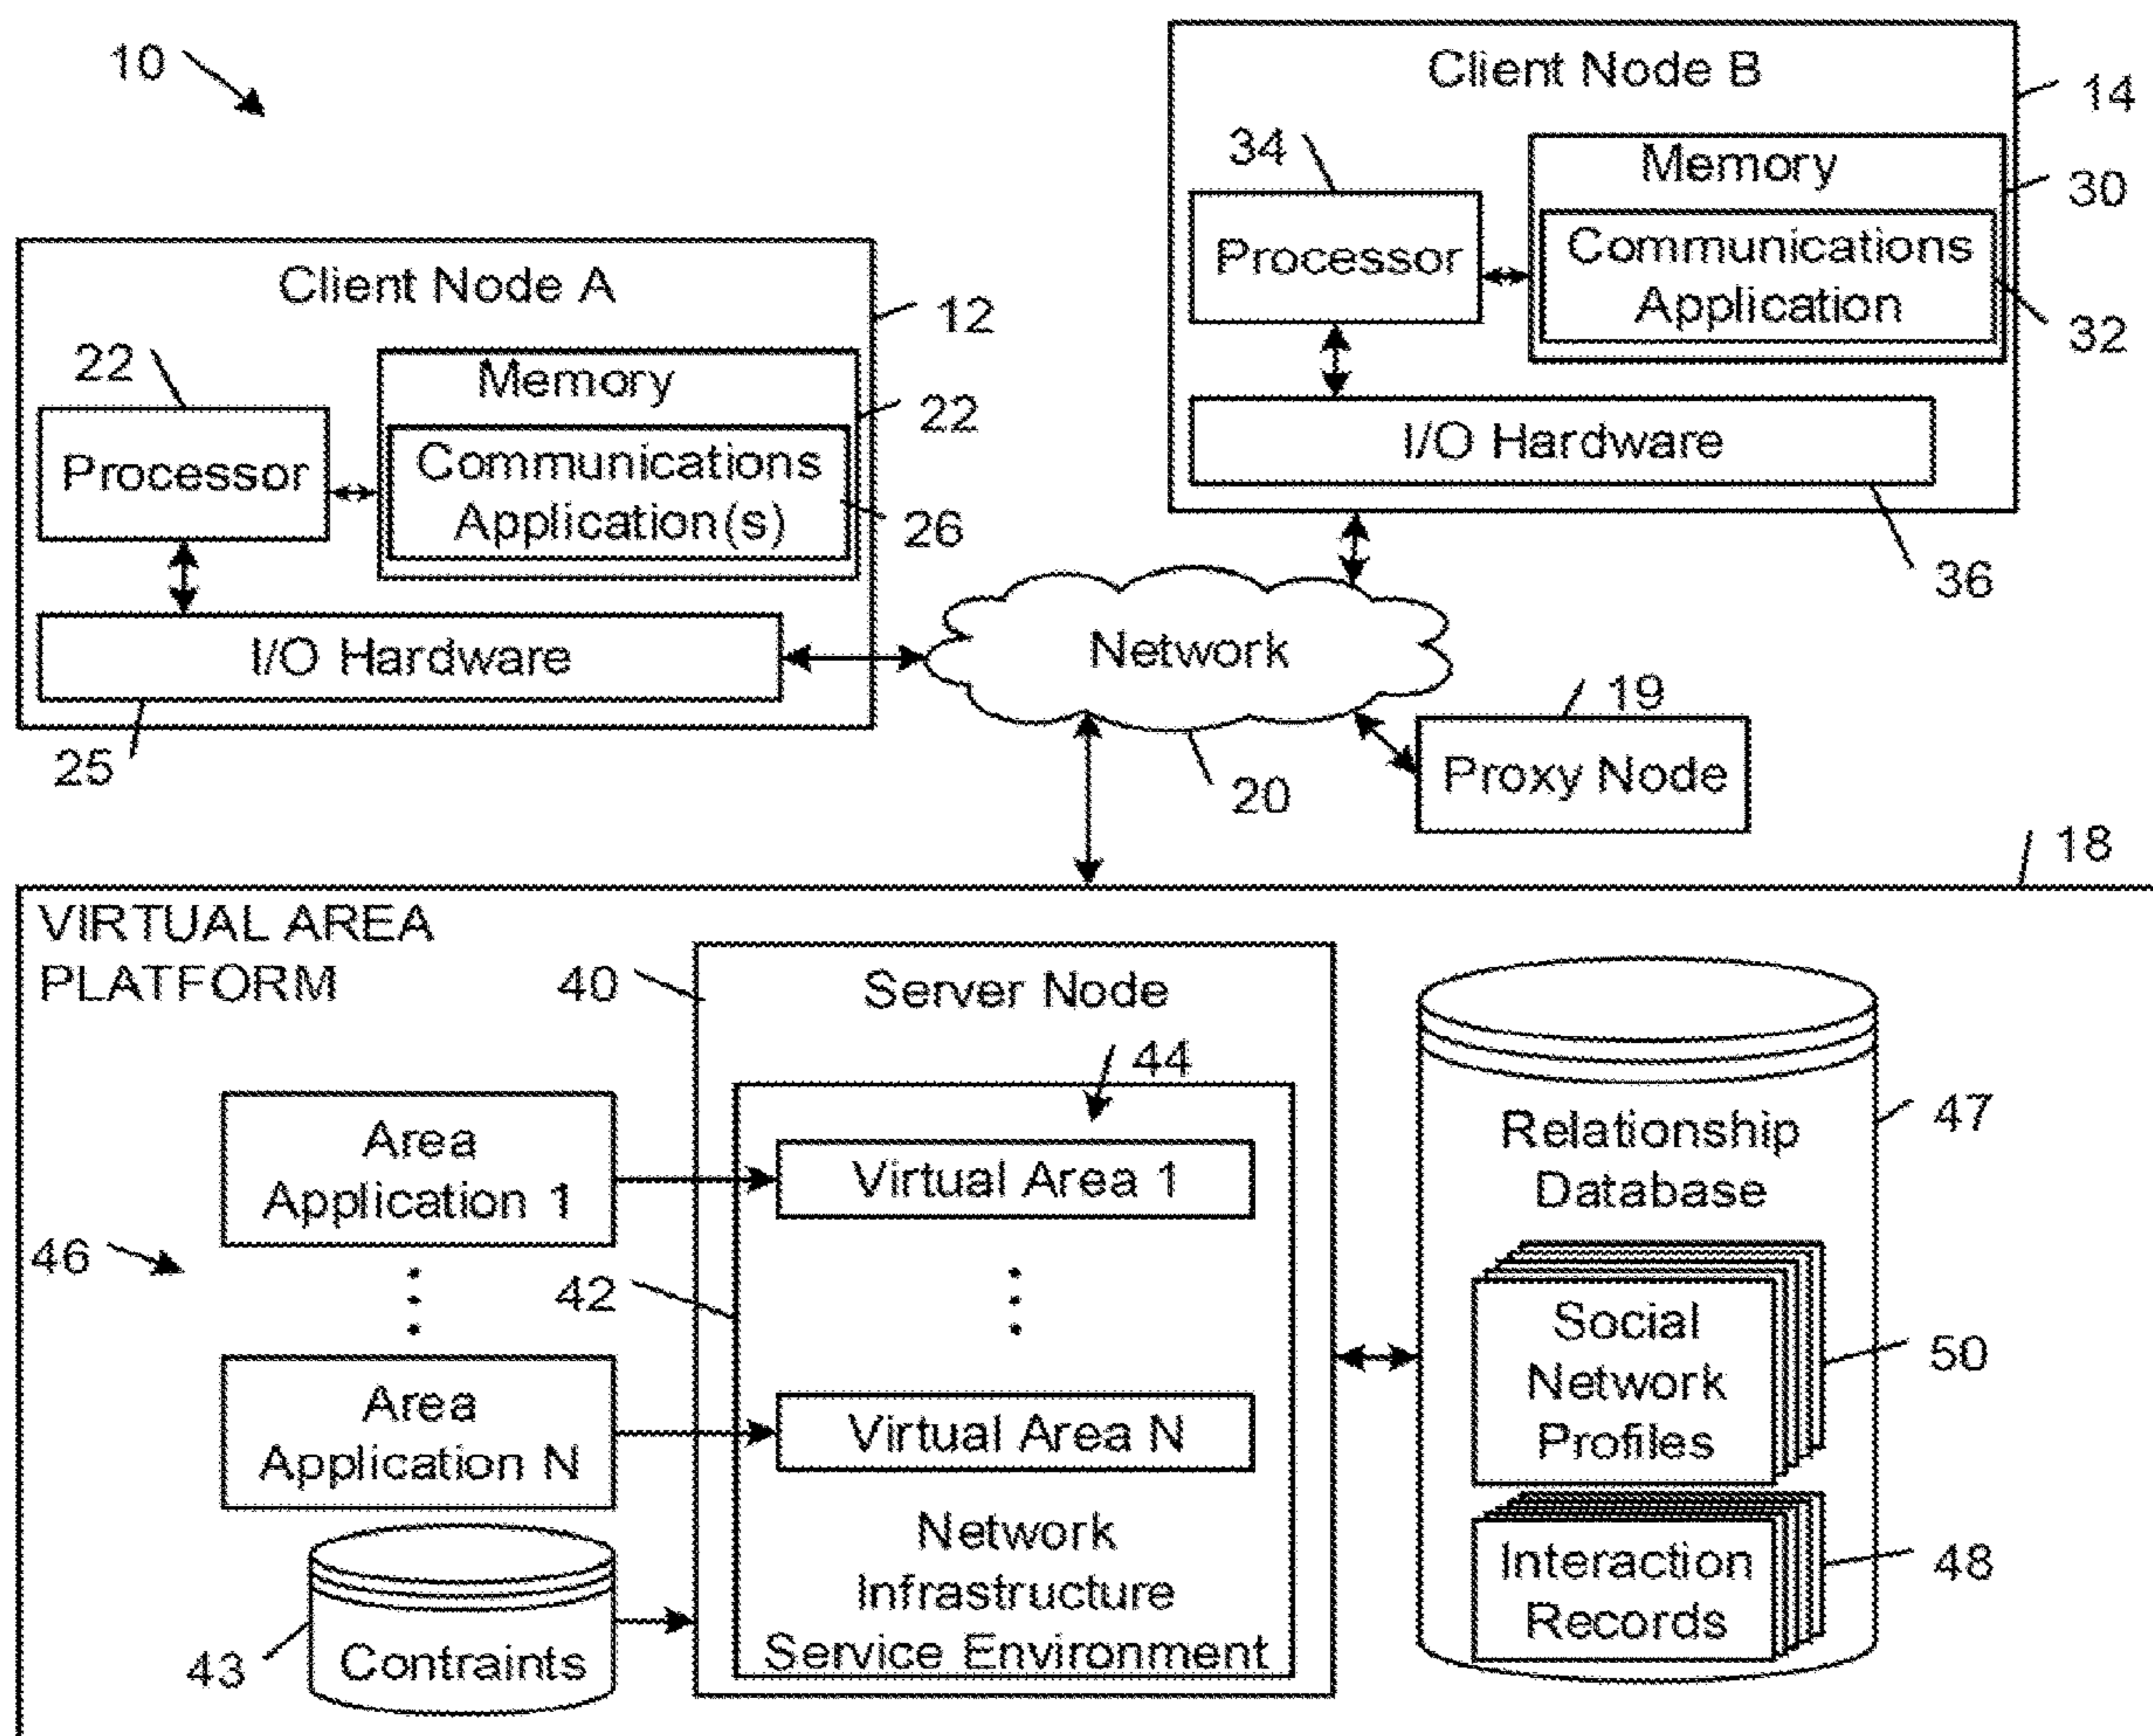 10
Client Node B
14
34
Memory
30
Processor
Communications
Application
32
I/O Hardware
36
Client Node A
12
22
Memory
22
Processor
Communications
Application(s)
26
I/O Hardware
25
Network
20
19
Proxy Node
18
VIRTUAL AREA
PLATFORM
40
Server Node
44
Area
Application 1
Virtual Area 1
46
42
Area
Application N
Virtual Area N
Network
Infrastructure
Service Environment
43
Contraints
Relationship
Database
47
Social
Network
Profiles
50
Interaction
Records
48